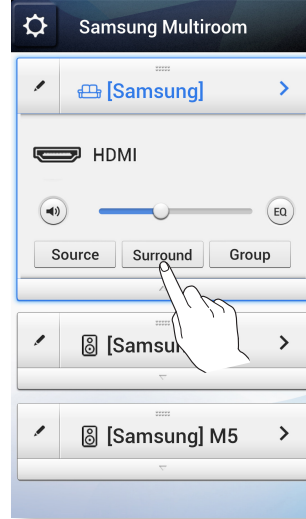 Samsung Multiroom
[Samsung]
HDMI
EQ
Source Surround Group
[Samsu
[Samsung] M5